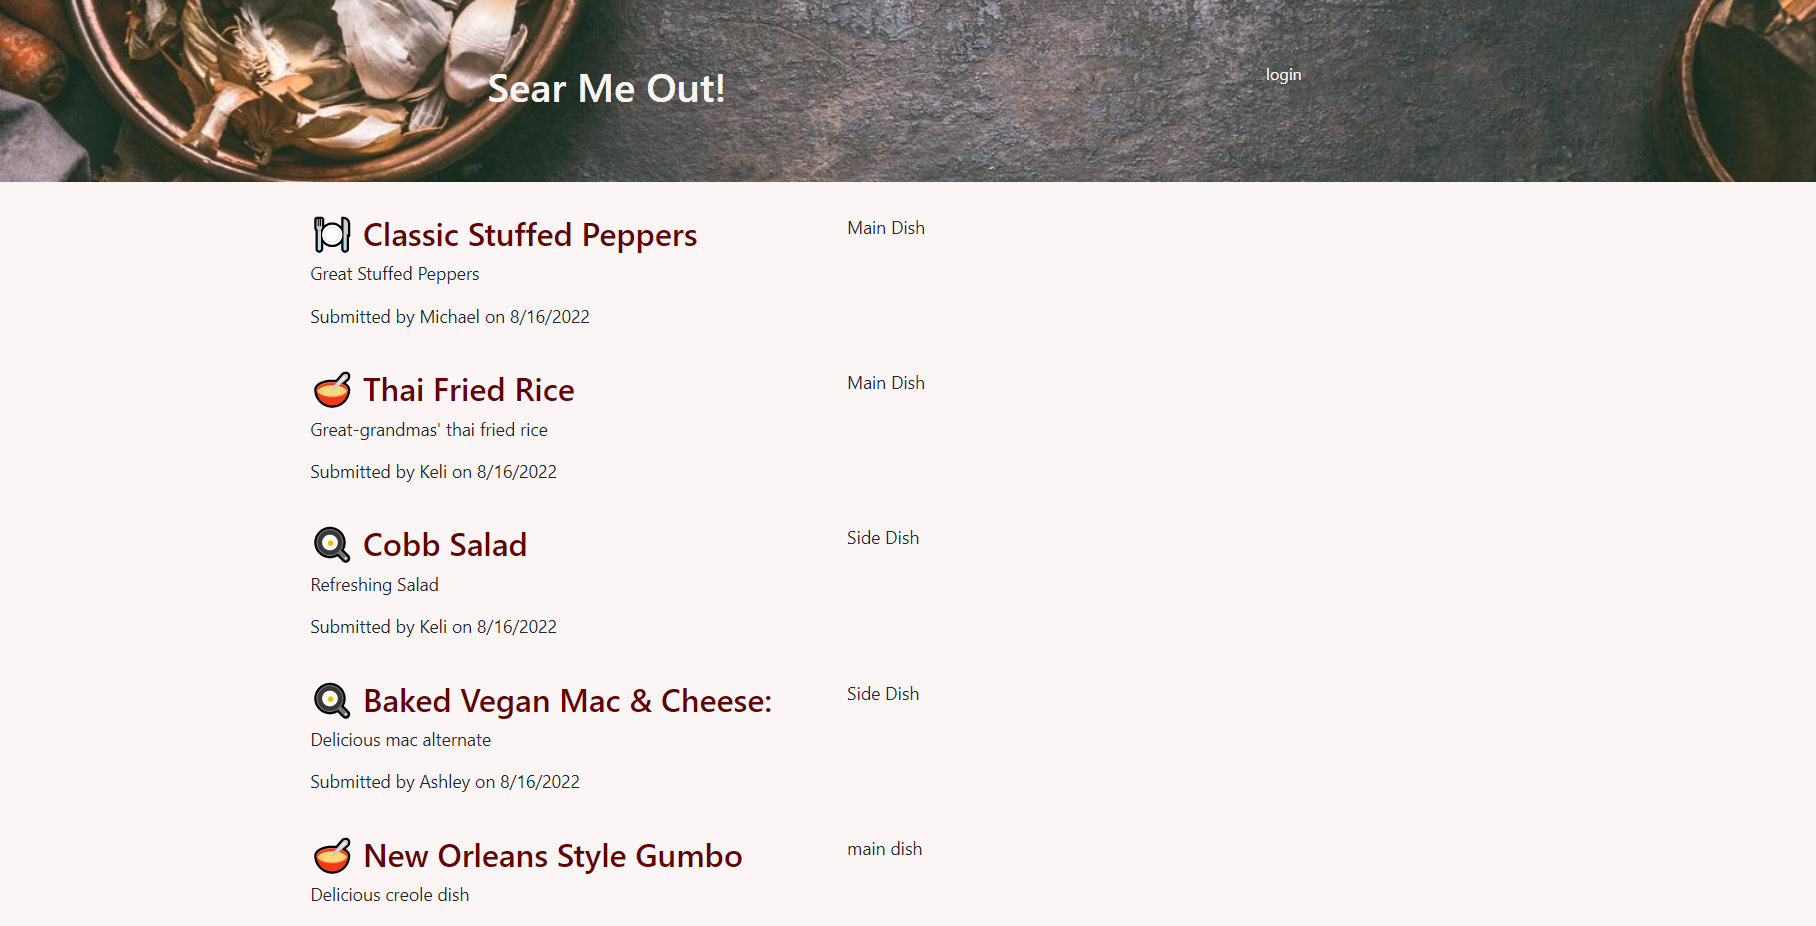 Sear Me Out!
login
Classic Stuffed Peppers
Main Dish
Great Stuffed Peppers
Submitted by Michael on 8/16/2022
Thai Fried Rice
Main Dish
Great-grandmas' thai fried rice
Submitted by Keli on 8/16/2022
Cobb Salad
Side Dish
Refreshing Salad
Submitted by Keli on 8/16/2022
Baked Vegan Mac & Cheese:
Side Dish
Delicious mac alternate
Submitted by Ashley on 8/16/2022
New Orleans Style Gumbo
main dish
Delicious creole dish